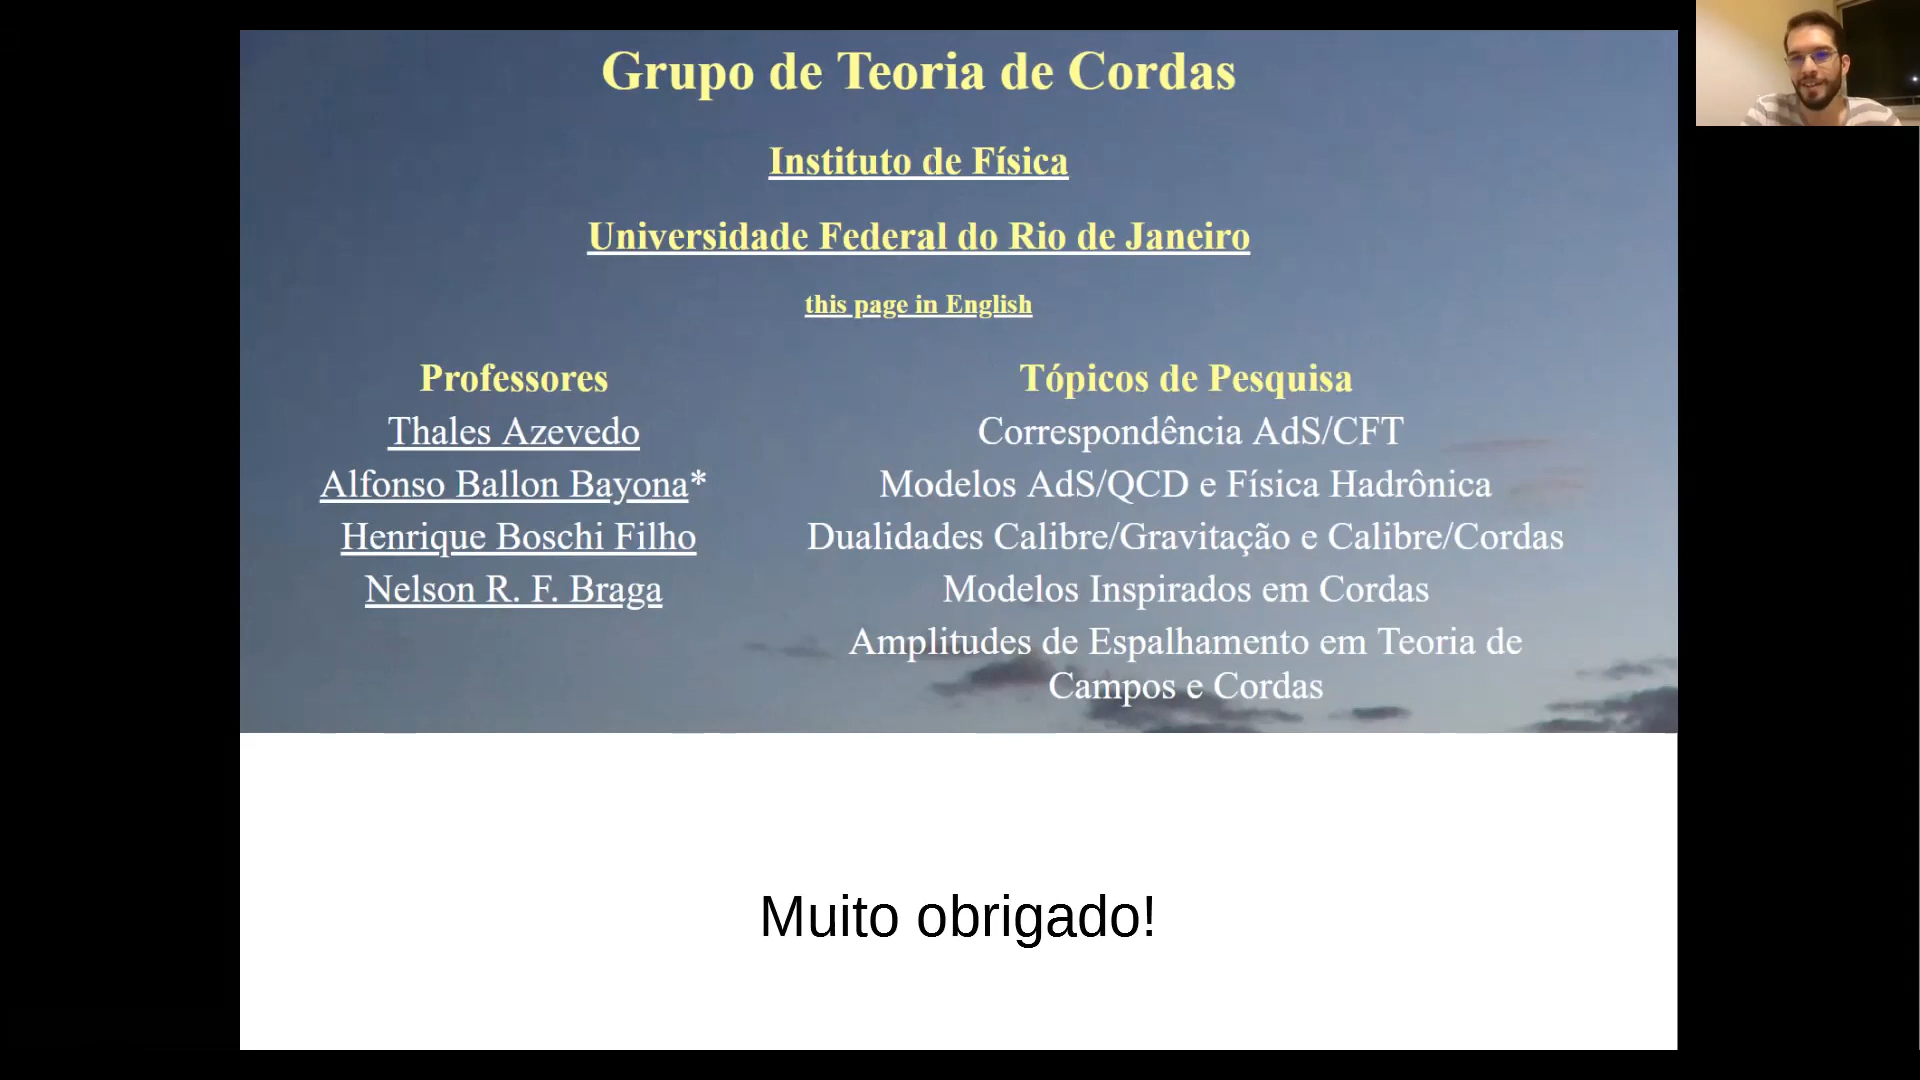 Grupo de Teoria de Cordas
Instituto de Física
Universidade Federal do Rio de Janeiro
this page in English
Professores
Thales Azevedo
Alfonso Ballon Bayona*
Henrique Boschi Filho
Nelson R. F. Braga
Tópicos de Pesquisa
Correspondência AdS/CFT
Modelos AdS/QCD e Física Hadrônica
Dualidades Calibre/Gravitação e Calibre/Cordas
Modelos Inspirados em Cordas
Amplitudes de Espalhamento em Teoria de
Campos e Cordas
Muito obrigado!